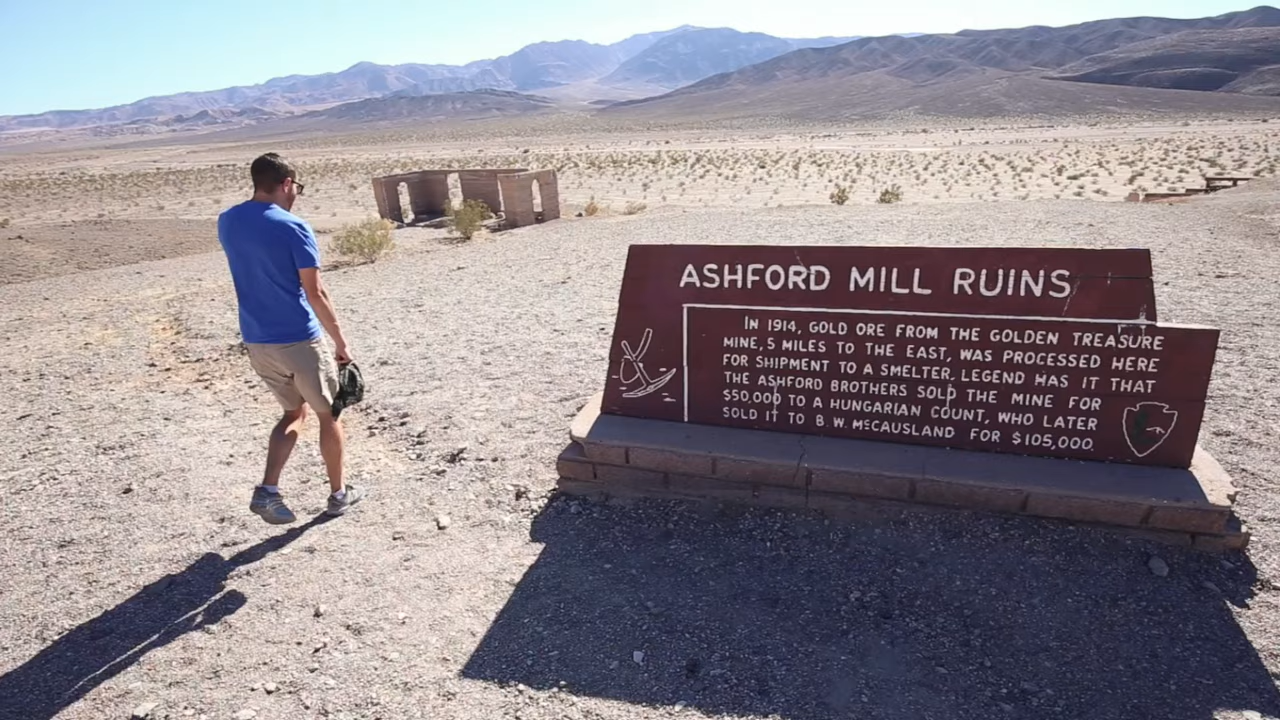 ASHFORD MILL RUINS
IN 1914, GOLD ORE FROM THE GOLDEN TREASURE
MINE, 5 MILES TO THE EAST, WAS PROCESSED HERE
FOR SHIPMENT TO A SMELTER. LEGEND HAS IT THAT
THE ASHFORD BROTHERS SOLD THE MINE FOR
$50,000 TO A HUNGARIAN COUNT, WHO LATER
SOLD IT TO B. W. MCCAUSLAND FOR $105,000.